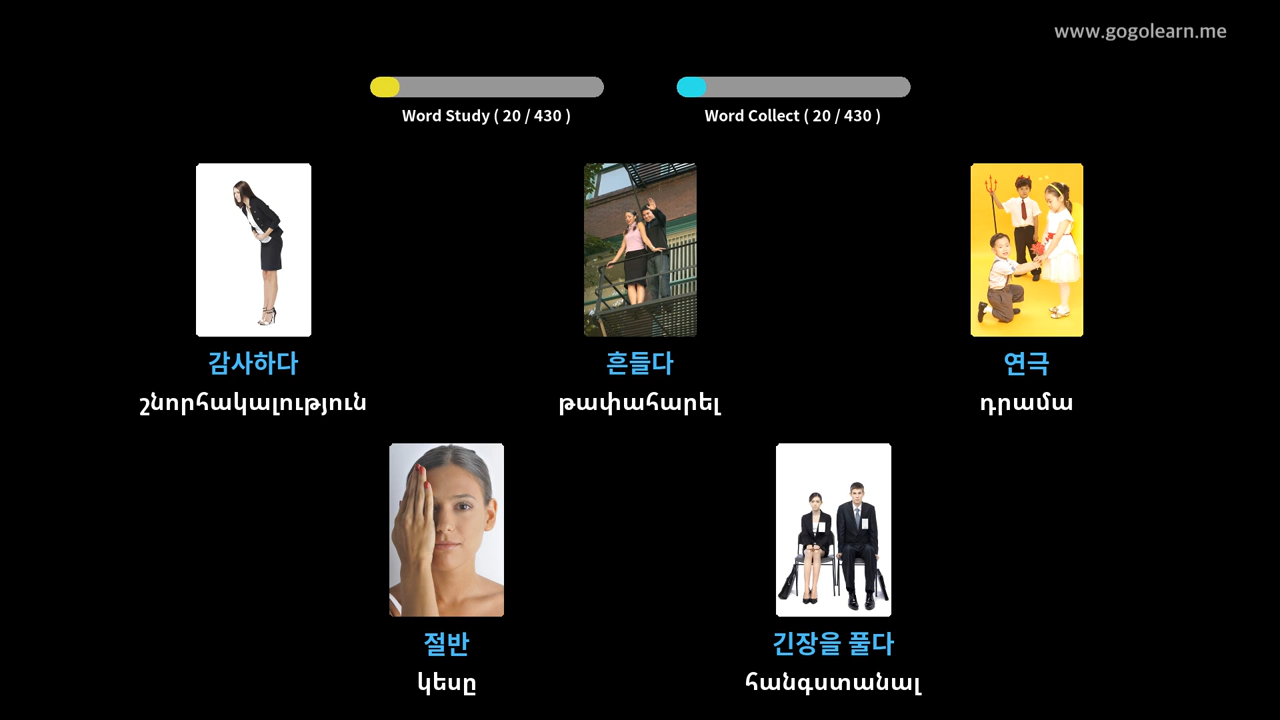 www.gogolearn.me
Word Study ( 20 / 430 )
Word Collect ( 20 / 430 )
감사하다
흔들다
연극
շնորհակալություն
թափահարել
դրամա
절반
긴장을 풀다
կեսը
հանգստանալ